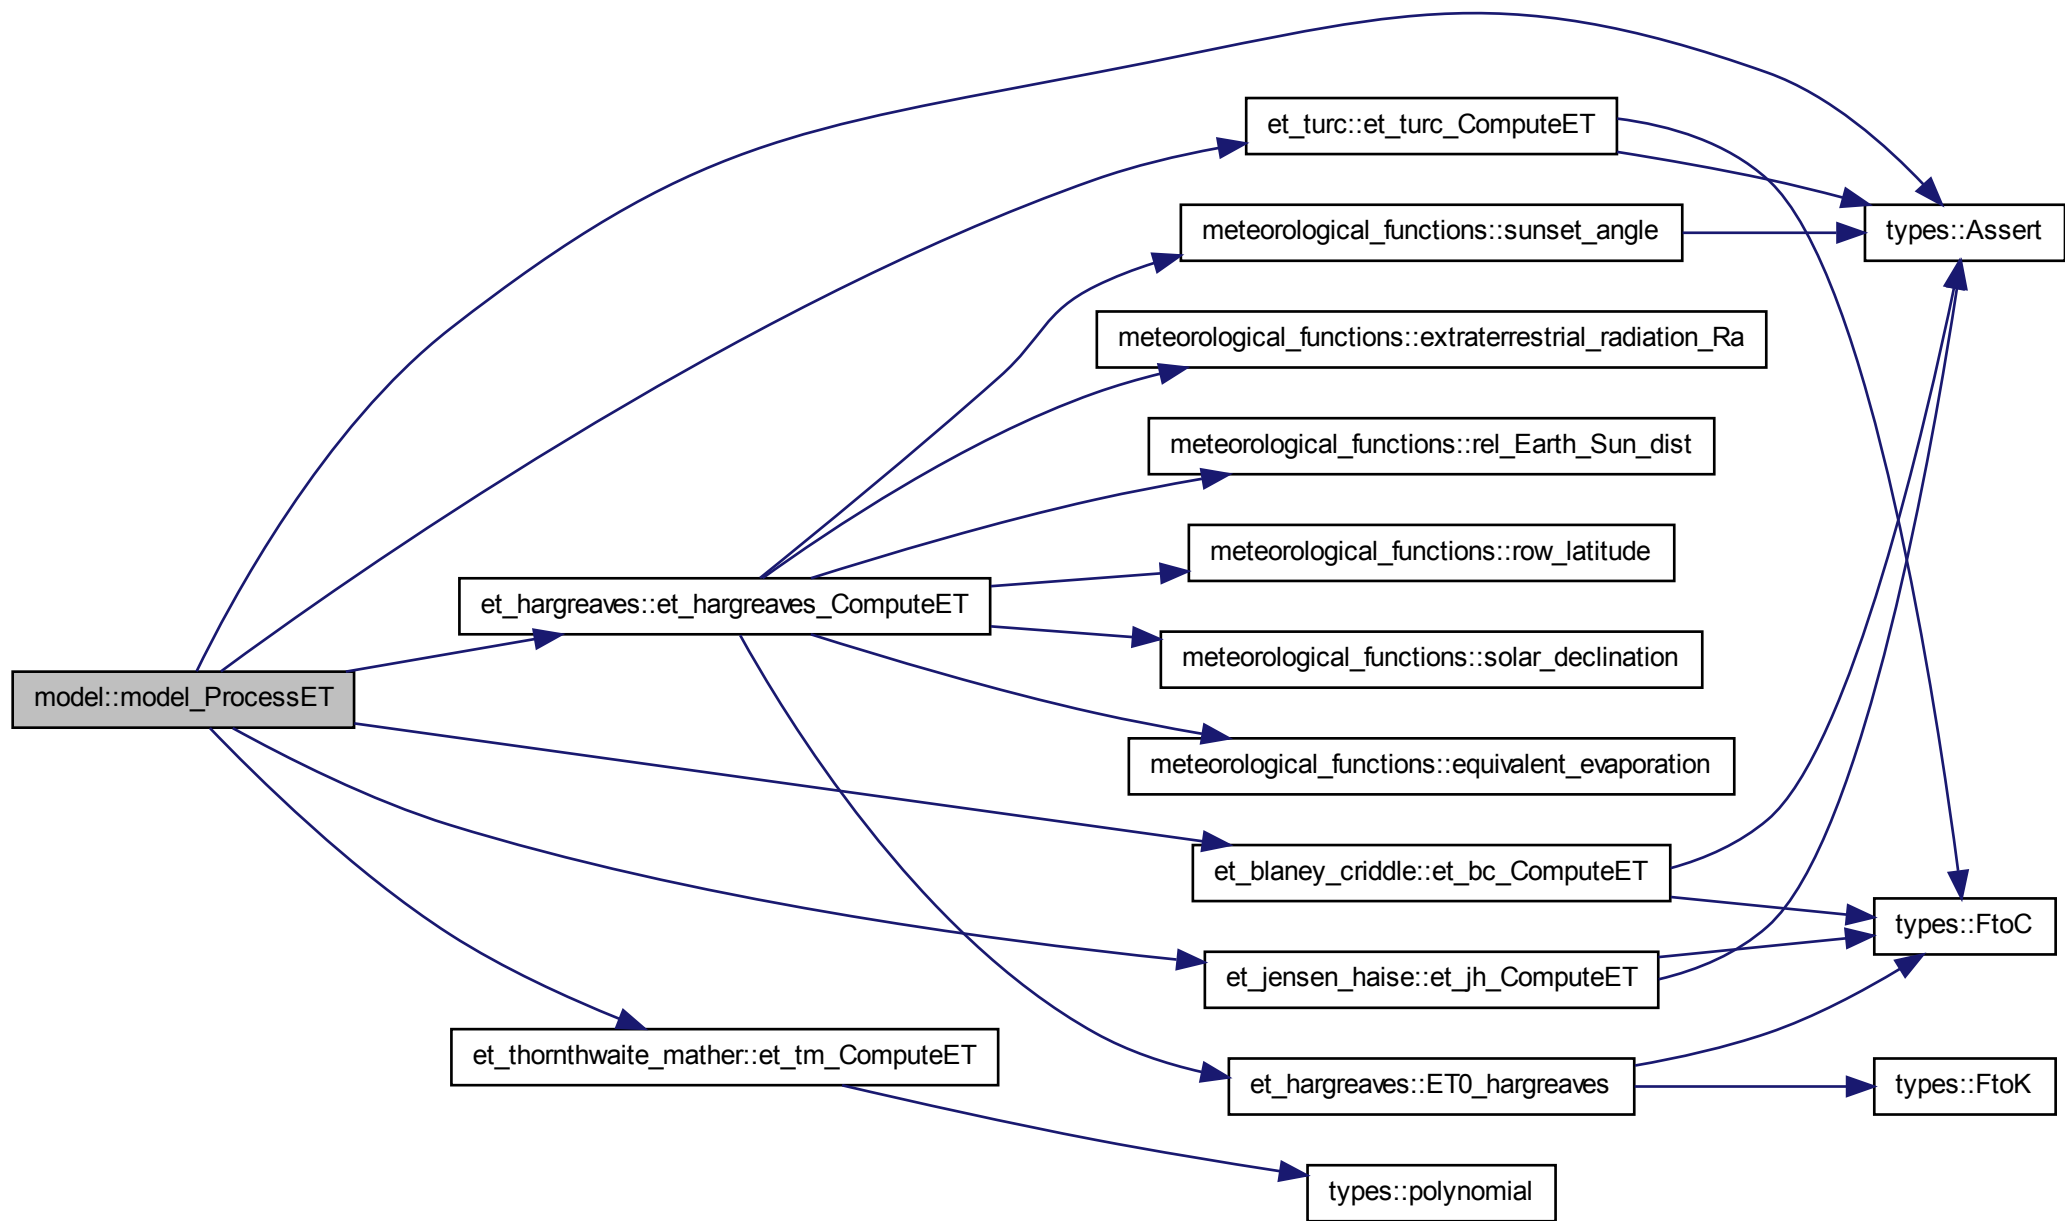 et_turc::et_turc_ComputeET
meteorological_functions::sunset_angle
types::Assert
meteorological_functions::extraterrestrial_radiation_Ra
meteorological_functions::rel_Earth_Sun_dist
meteorological_functions::row_latitude
et_hargreaves::et_hargreaves_ComputeET
meteorological_functions::solar_declination
model::model_ProcessET
meteorological_functions::equivalent_evaporation
et_blaney_criddle::et_bc_ComputeET
types::FtoC
et_jensen_haise::et_jh_ComputeET
et_thornthwaite_mather::et_tm_ComputeET
et_hargreaves::ET0_hargreaves
types::FtoK
types::polynomial